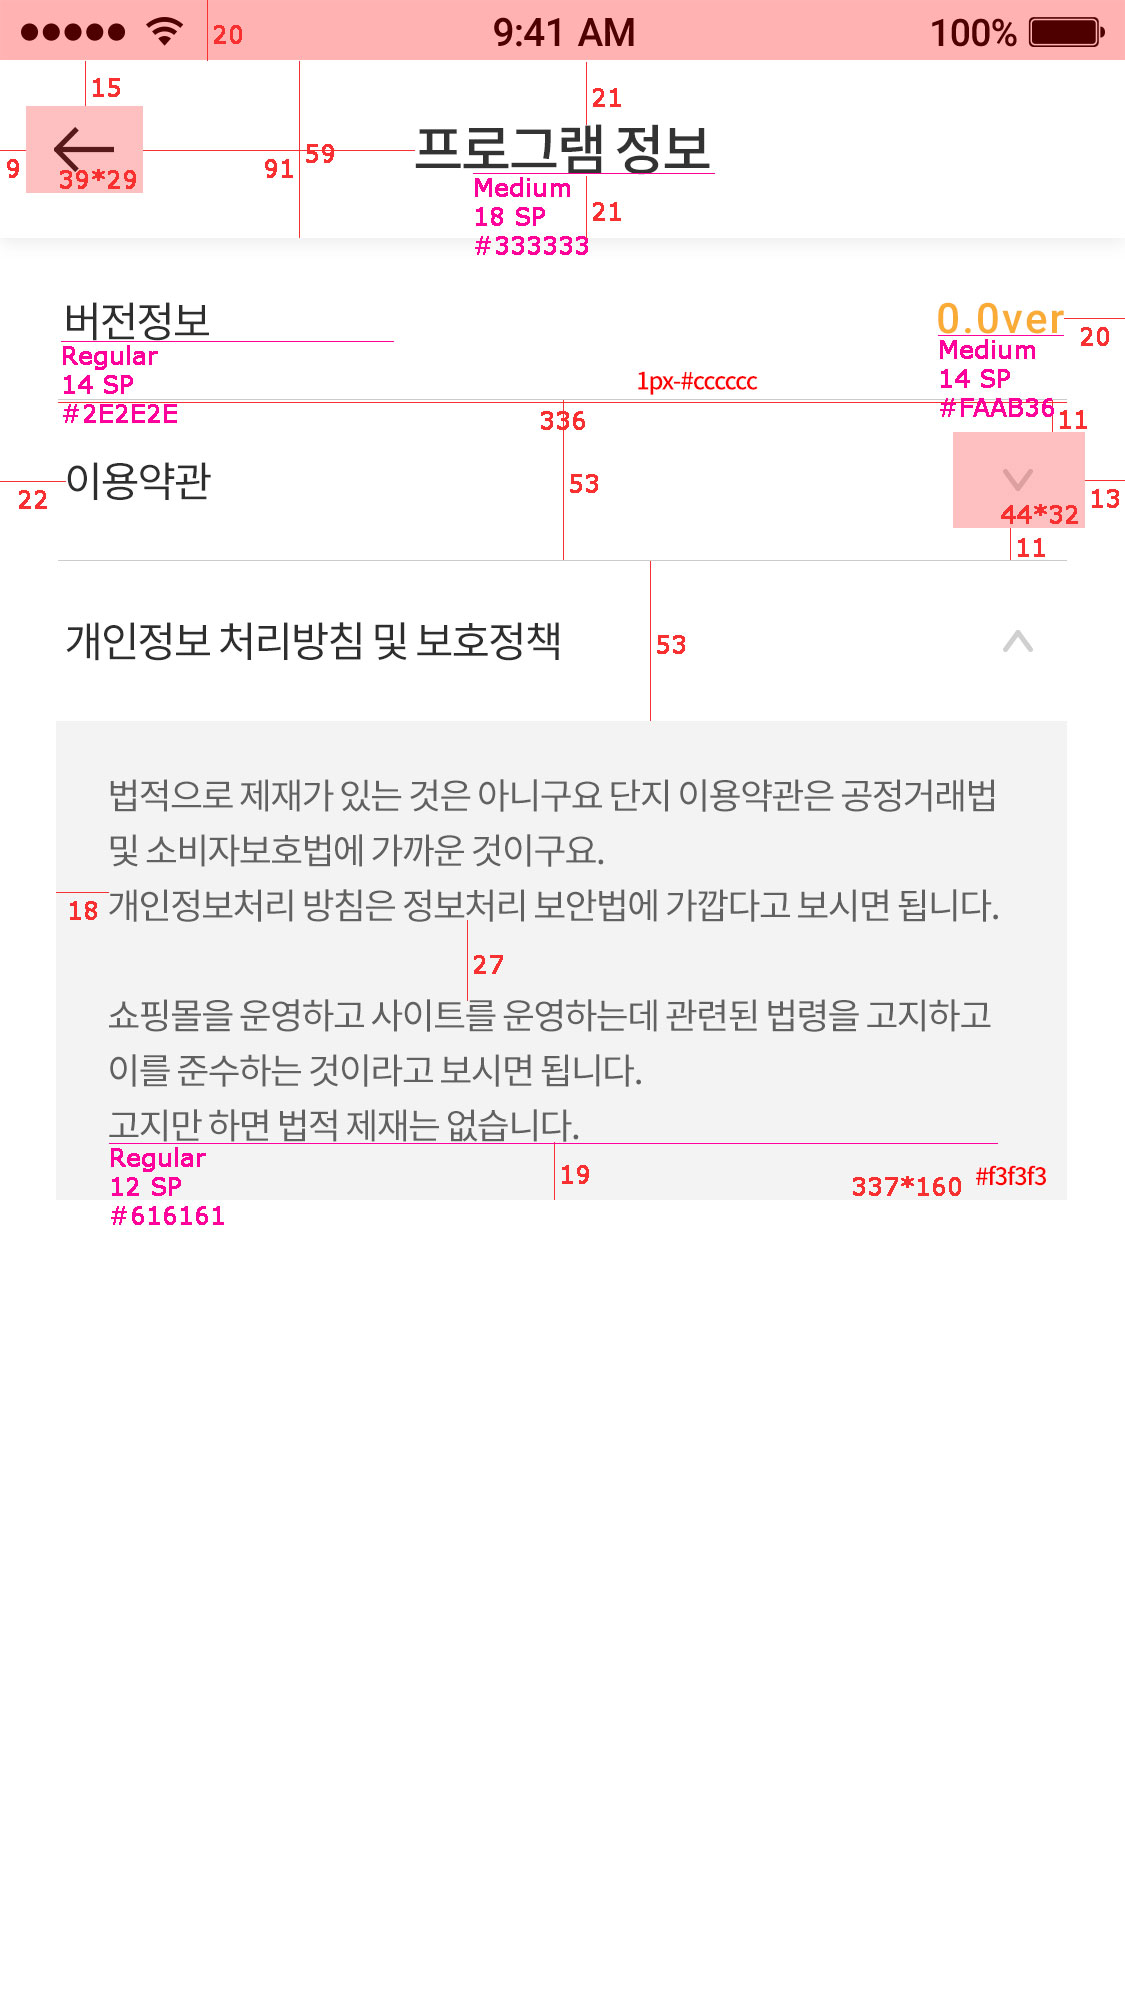 20
9:41 AM
100%
15
21
프로그램 정보
9
39*29
91
59
Medium
18 SP
#333333
21
버전정보
0.0ver
20
Regular
14 SP
#2E2E2E
Medium
14 SP
#FAAB36
1px-#cccccc
336
11
이용약관
22
53
44*32
13
11
개인정보 처리방침 및 보호정책
53
법적으로 제재가 있는 것은 아니구요 단지 이용약관은 공정거래법
및 소비자보호법에 가까운 것이구요.
개인정보처리 방침은 정보처리 보안법에 가깝다고 보시면 됩니다.
18
27
쇼핑몰을 운영하고 사이트를 운영하는데 관련된 법령을 고지하고
이를 준수하는 것이라고 보시면 됩니다.
고지만 하면 법적 제재는 없습니다.
Regular
12 SP
#616161
19
337*160
#f3f3f3